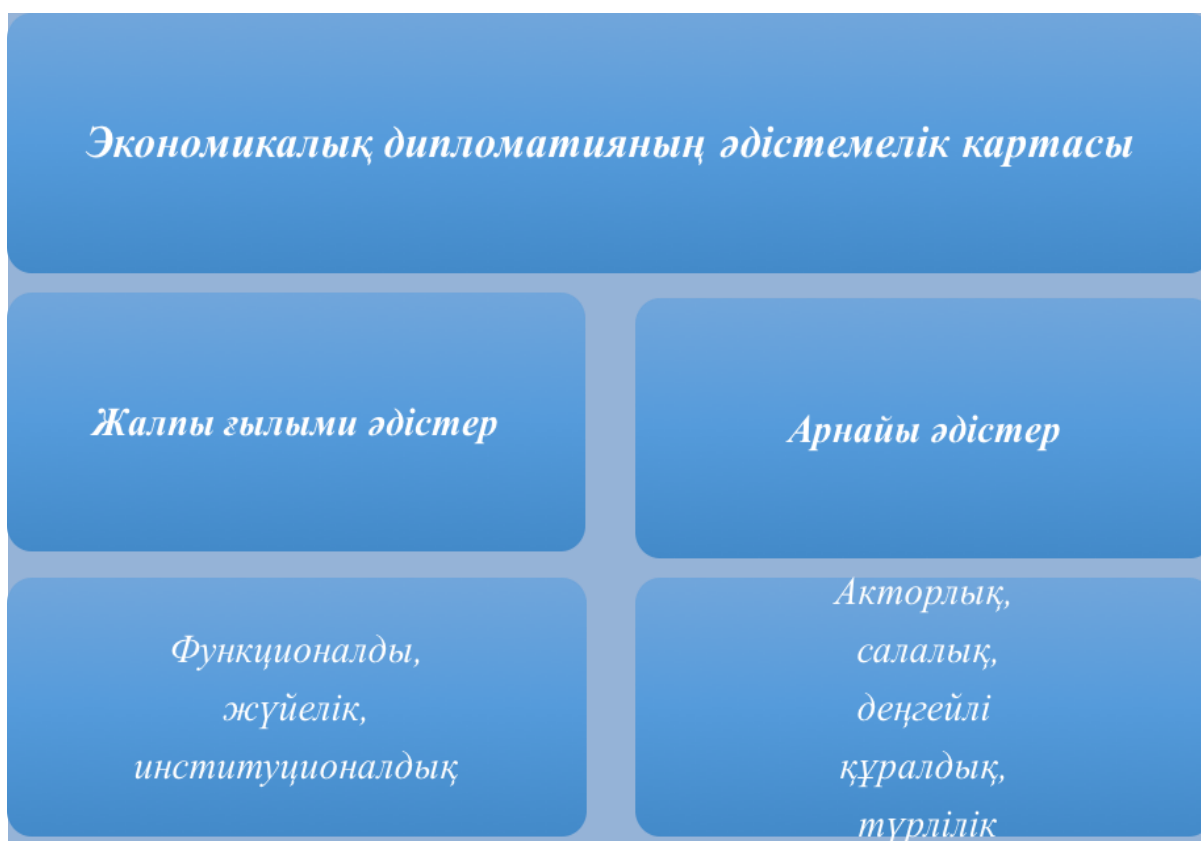 Экономикалық дипломатияның әдістемелік картасы
Жалпы ғылыми әдістер
Арнайы әдістер
Функционалды,
жүйелік,
институционалдық
Акторлық,
салалық,
деңгейлі
құралдық,
түрлілік